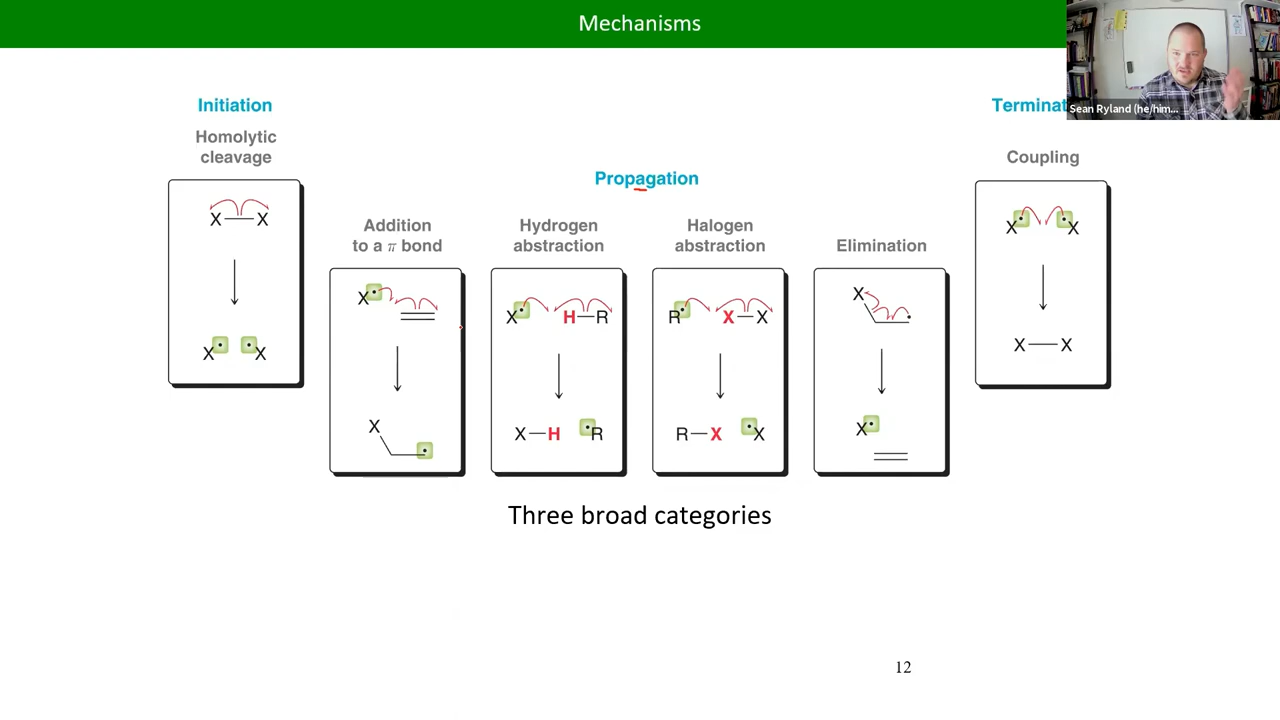 Mechanisms
Sean Ryland (he/him...
Initiation
Homolytic
cleavage
X — X
X• •X
Propagation
Addition
to a π bond
X•
X
•
Hydrogen
abstraction
X• H—R
X—H •R
Halogen
abstraction
R• X—X
R—X •X
Elimination
X
•
X•
Terminat
Coupling
X• •X
X — X
Three broad categories
12